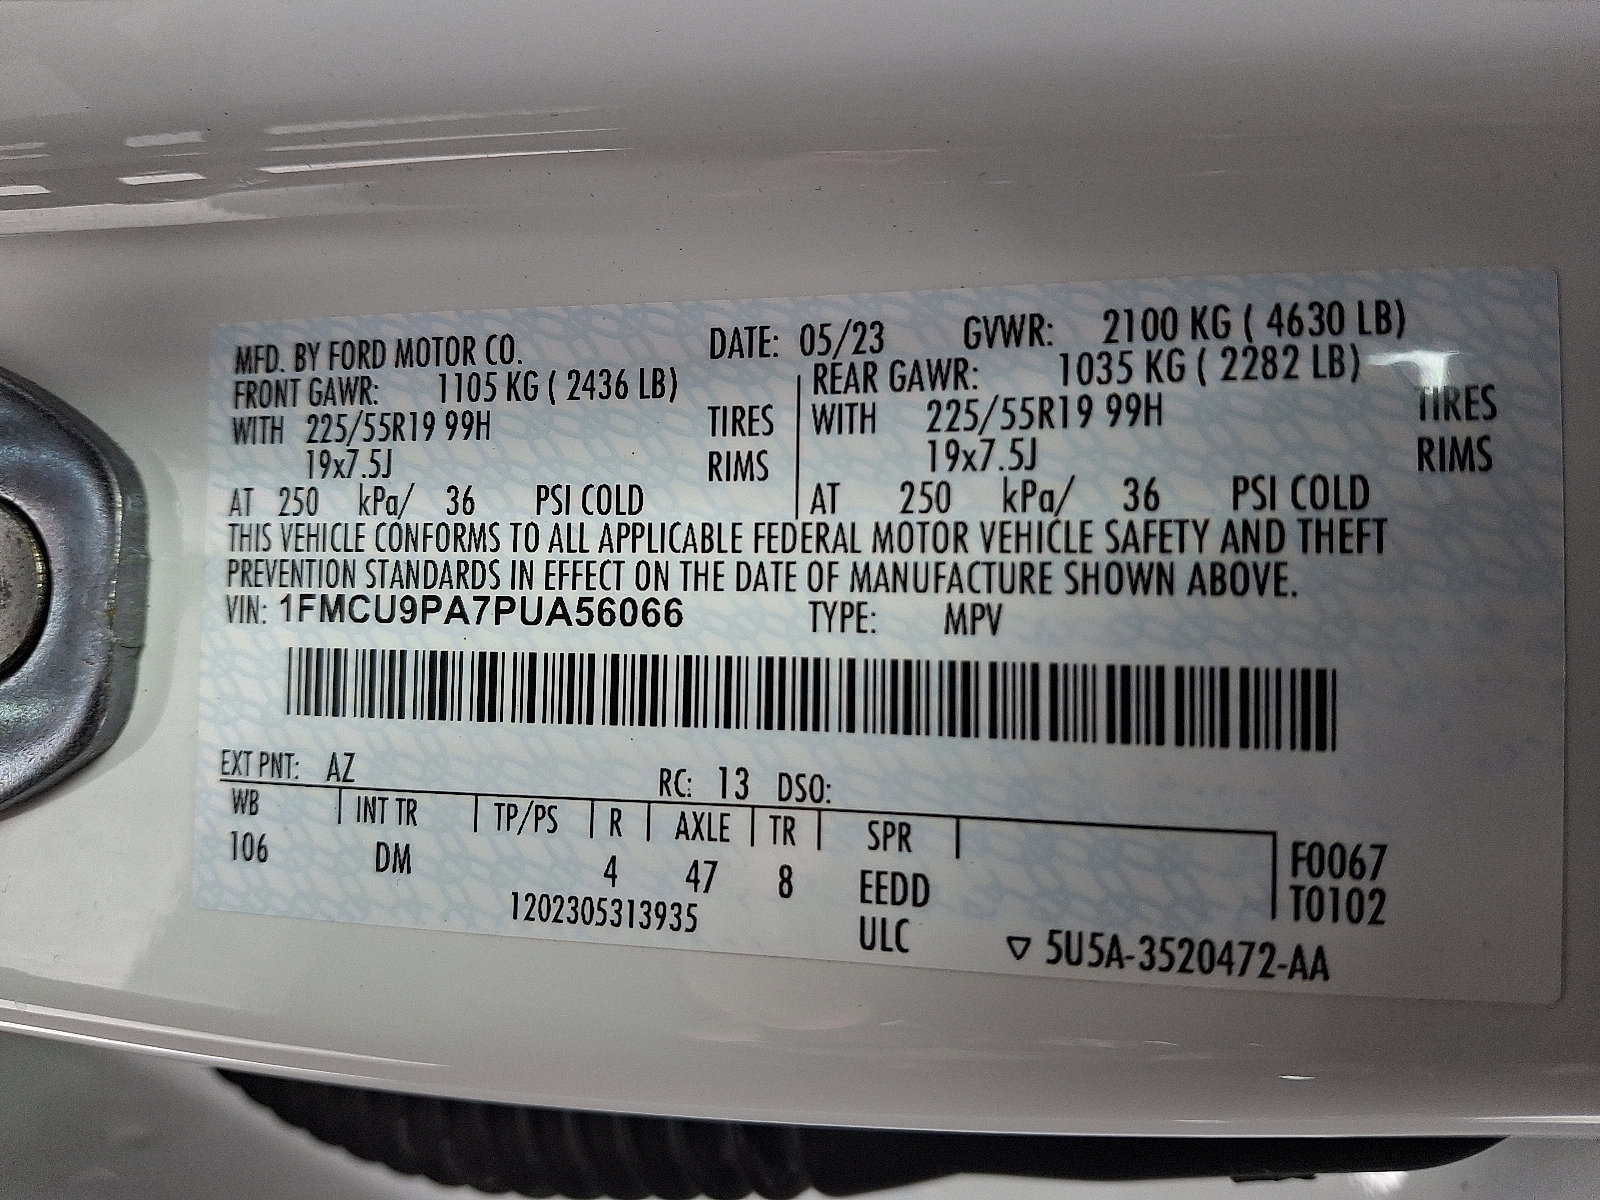 MFD. BY FORD MOTOR CO. DATE: 05/23 GVWR: 2100 KG ( 4630 LB)
FRONT GAWR: 1105 KG ( 2436 LB) REAR GAWR: 1035 KG ( 2282 LB)
WITH 225/55R19 99H TIRES WITH 225/55R19 99H TIRES
19x7.5J RIMS 19x7.5J RIMS
AT 250 kPa/ 36 PSI COLD AT 250 kPa/ 36 PSI COLD
THIS VEHICLE CONFORMS TO ALL APPLICABLE FEDERAL MOTOR VEHICLE SAFETY AND THEFT
PREVENTION STANDARDS IN EFFECT ON THE DATE OF MANUFACTURE SHOWN ABOVE.
VIN: 1FMCU9PA7PUA56066 TYPE: MPV
EXT PNT: AZ RC: 13 DSO:
WB INT TR TP/PS R AXLE TR SPR
106 DM 4 47 8 EEDD F0067
1202305313935 ULC T0102
5U5A-3520472-AA